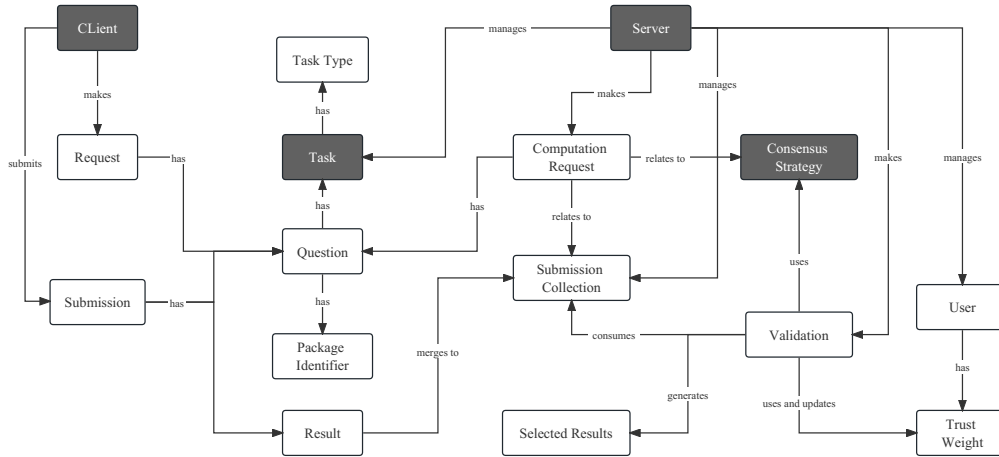 CLient
Server
manages
Task Type
makes
makes
manages
has
submits
Request
has
Task
Computation
Request
relates to
Consensus
Strategy
makes
manages
has
has
relates to
Question
Submission
Collection
uses
Submission
has
has
User
Package
Identifier
merges to
consumes
Validation
has
generates
uses and updates
Result
Selected Results
Trust
Weight